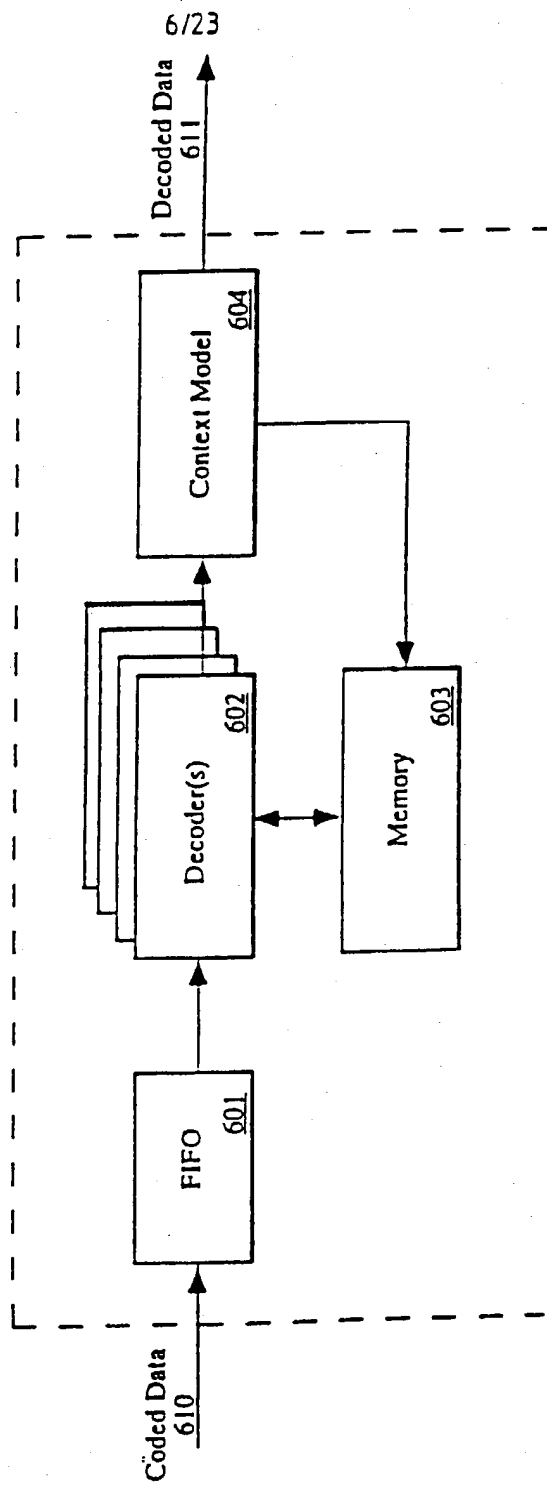 6/23
Coded Data
610
FIFO
601
Decoder(s)
602
Memory
603
Context Model
604
Decoded Data
611